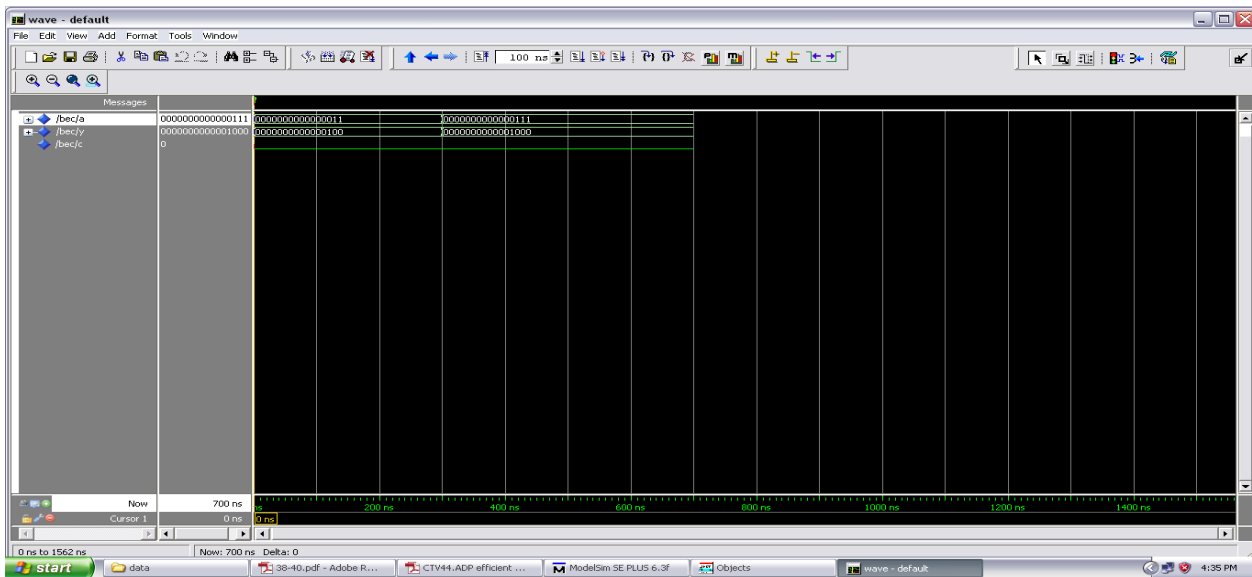 wave - default
File Edit View Add Format Tools Window
100 ns
Messages
/bec/a 0000000000000111 0000000000000011 0000000000000111
/bec/y 0000000000001000 0000000000000100 0000000000001000
/bec/c 0
Now 700 ns ns 200 ns 400 ns 600 ns 800 ns 1000 ns 1200 ns 1400 ns
Cursor 1 0 ns 0 ns
0 ns to 1562 ns Now: 700 ns Delta: 0
start data 38-40.pdf - Adobe R... CTV44.ADP efficient ... ModelSim SE PLUS 6.3f Objects wave - default 4:35 PM